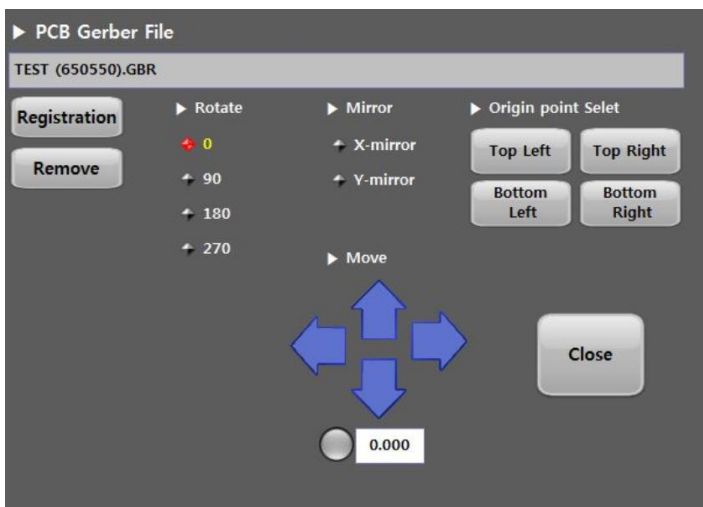 PCB Gerber File
TEST (650550).GBR
Registration
Remove
Rotate
0
90
180
270
Mirror
X-mirror
Y-mirror
Origin point Selet
Top Left
Top Right
Bottom
Left
Bottom
Right
Move
0.000
Close